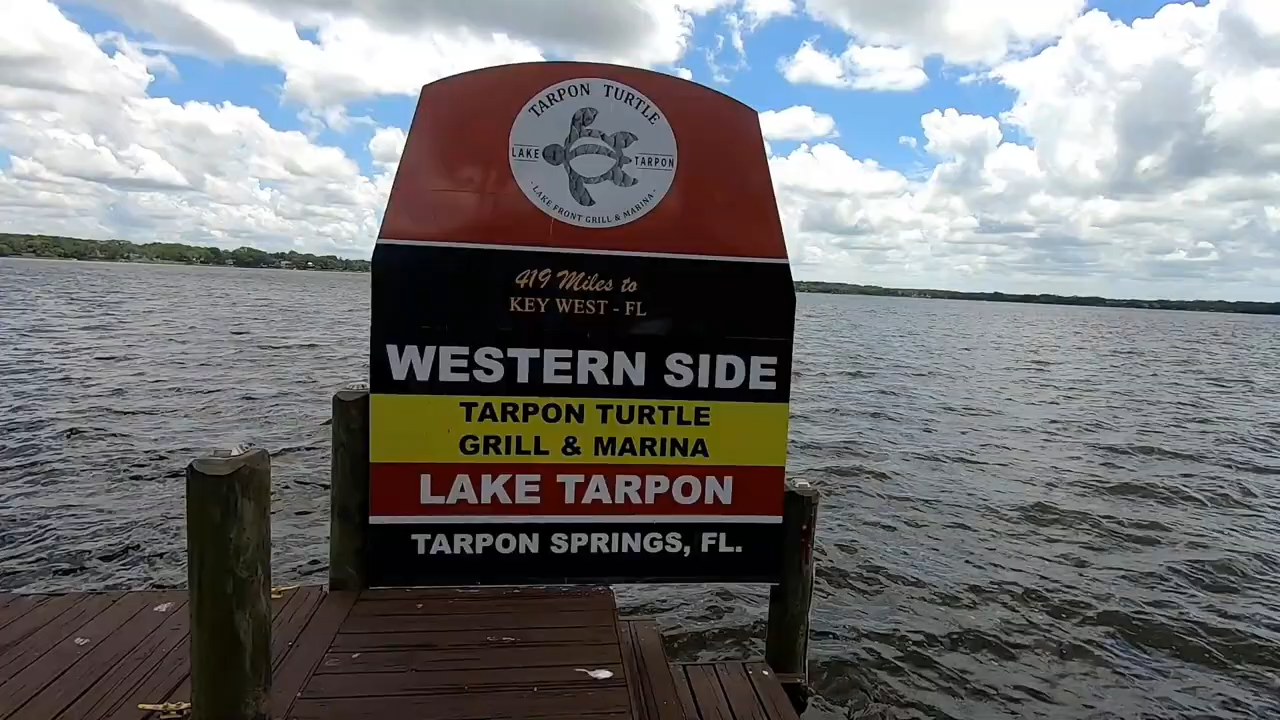 TARPON TURTLE
LAKE TARPON
· LAKE FRONT GRILL & MARINA ·
419 Miles to
KEY WEST - FL
WESTERN SIDE
TARPON TURTLE
GRILL & MARINA
LAKE TARPON
TARPON SPRINGS, FL.